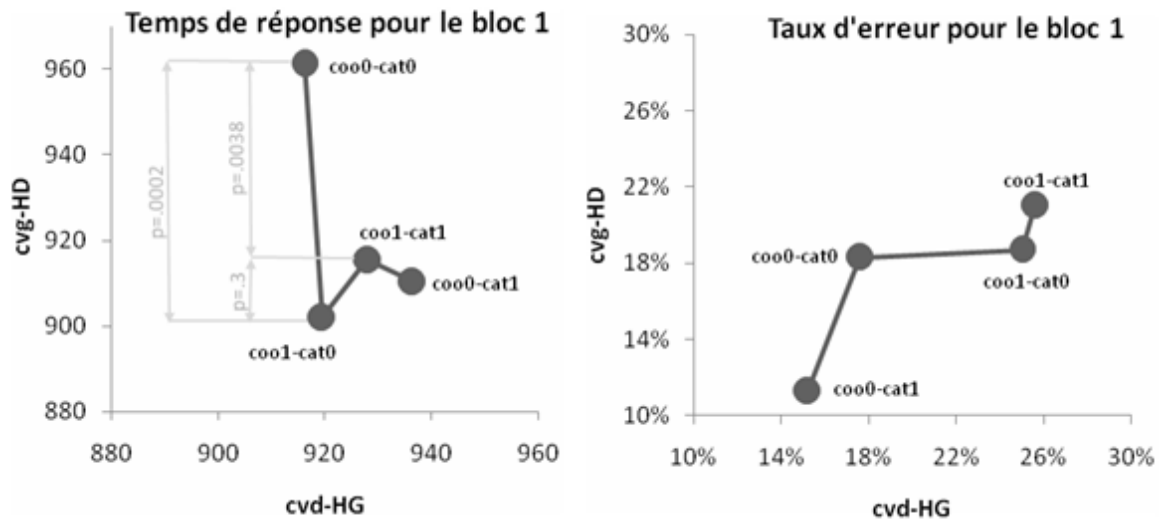 Temps de réponse pour le bloc 1
960
940
920
900
880
cvg-HD
p=.0002
p=.0038
p=.3
coo0-cat0
coo1-cat1
coo0-cat1
coo1-cat0
880 900 920 940 960
cvd-HG
Taux d'erreur pour le bloc 1
30%
26%
22%
18%
14%
10%
cvg-HD
coo1-cat1
coo0-cat0
coo1-cat0
coo0-cat1
10% 14% 18% 22% 26% 30%
cvd-HG